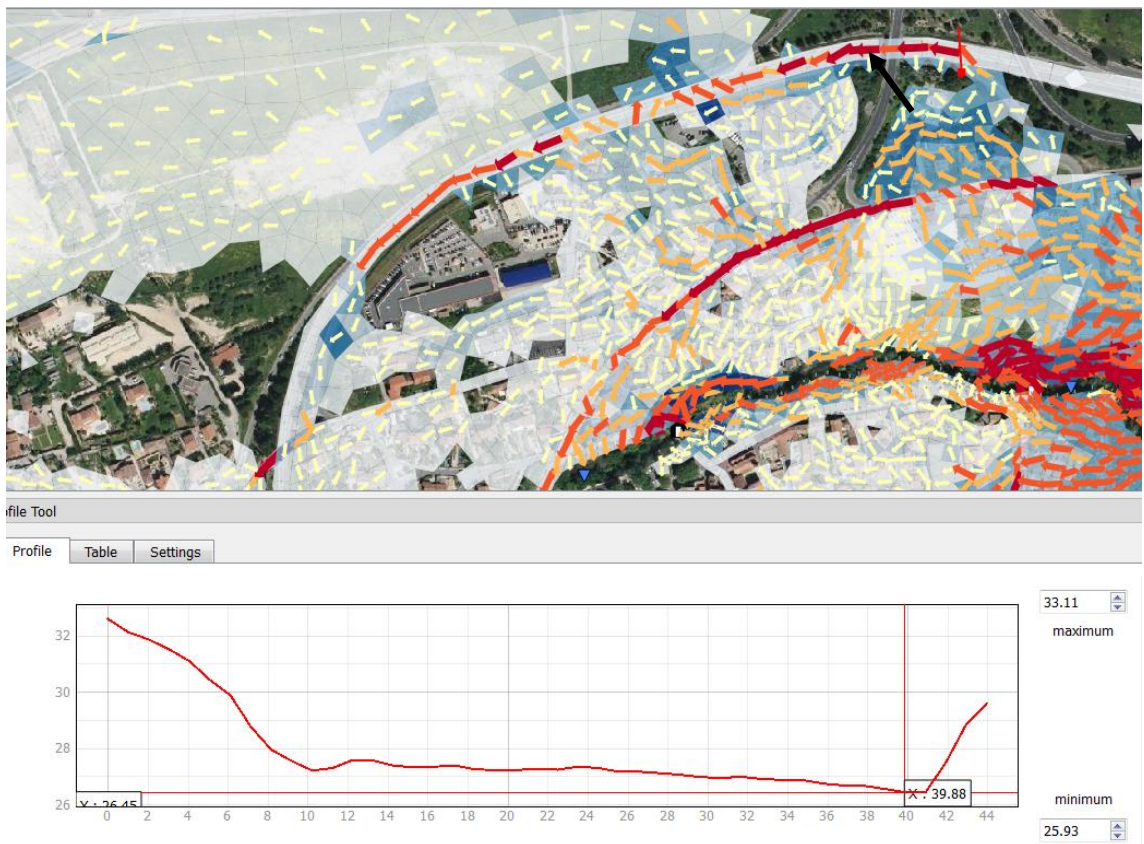 ofile Tool
Profile Table Settings
33.11
maximum
32
30
28
26
X : 26.45
X : 39.88
0 2 4 6 8 10 12 14 16 18 20 22 24 26 28 30 32 34 36 38 40 42 44
minimum
25.93